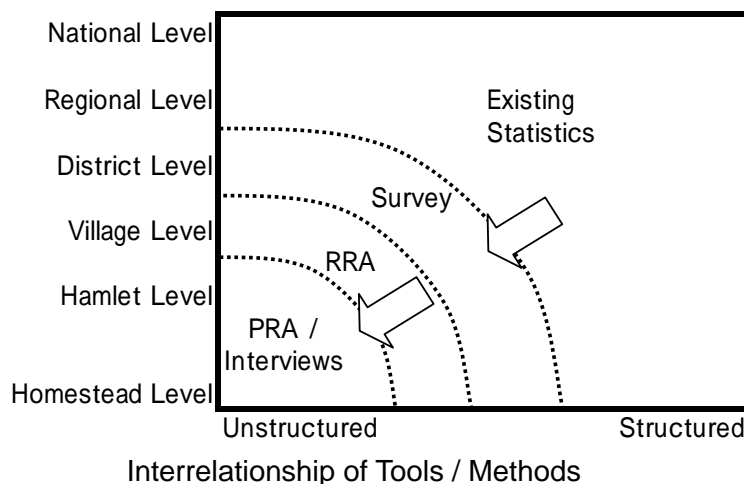 National Level
Regional Level
District Level
Village Level
Hamlet Level
Homestead Level
Existing
Statistics
Survey
RRA
PRA /
Interviews
Unstructured
Structured
Interrelationship of Tools / Methods